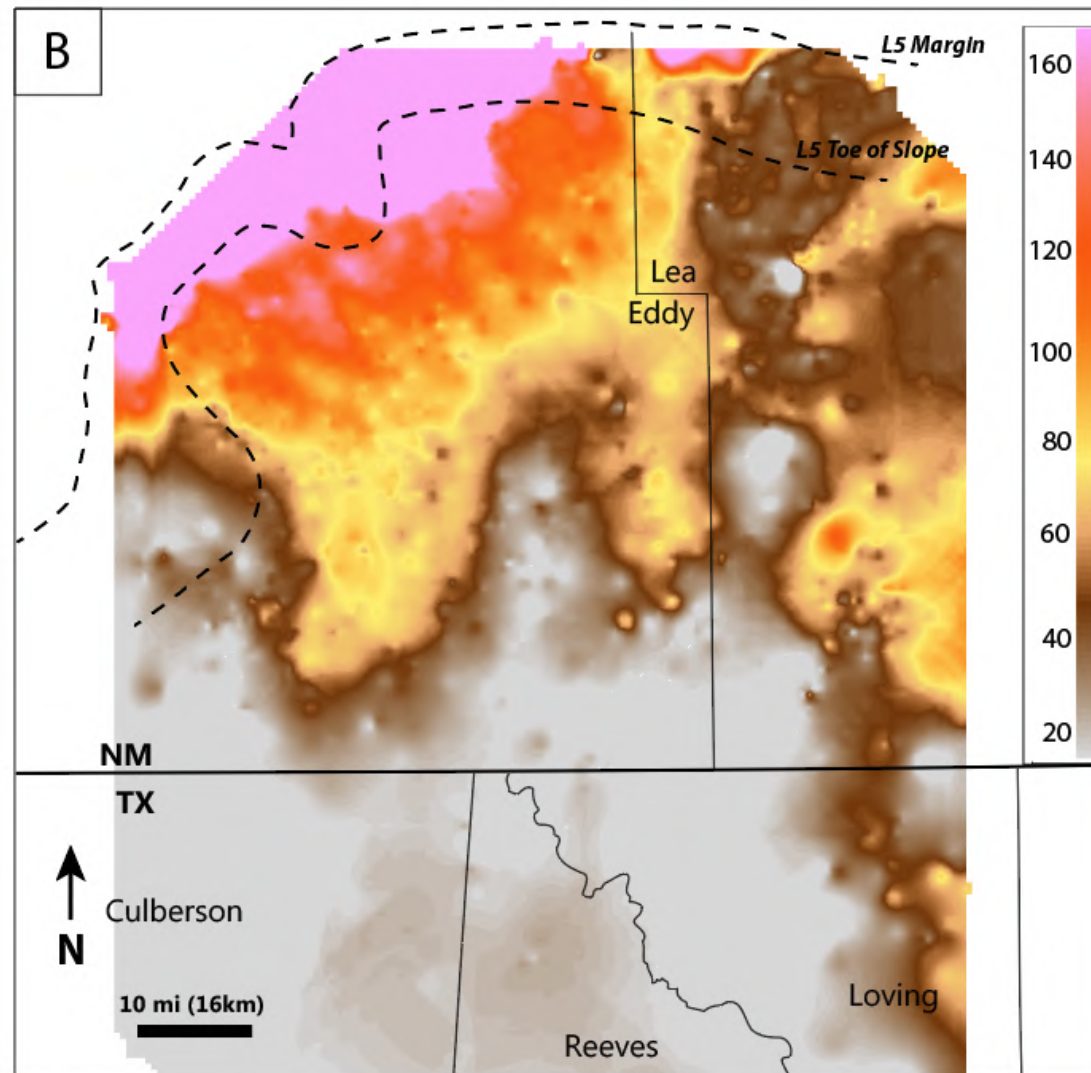 B
L5 Margin
160
L5 Toe of Slope
140
120
Lea
Eddy
100
80
60
40
20
NM
TX
Culberson
N
10 mi (16km)
Loving
Reeves